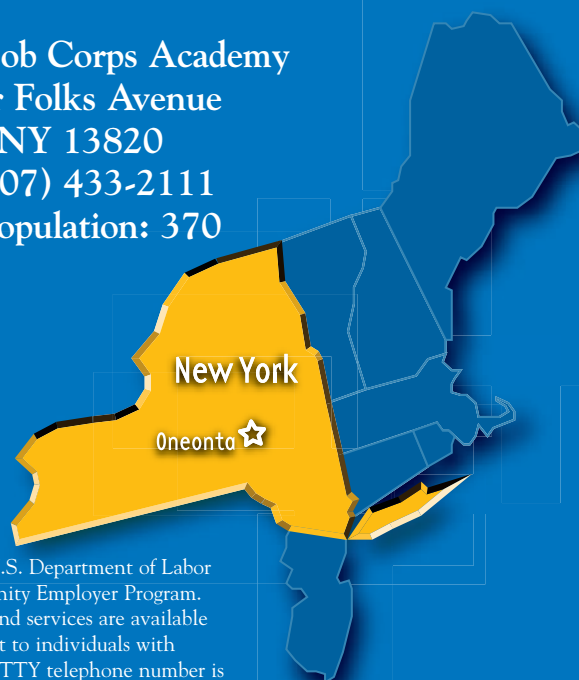 ob Corps Academy
r Folks Avenue
NY 13820
07) 433-2111
opulation: 370
New York
Oneonta
.S. Department of Labor
nity Employer Program.
nd services are available
t to individuals with
TTY telephone number is